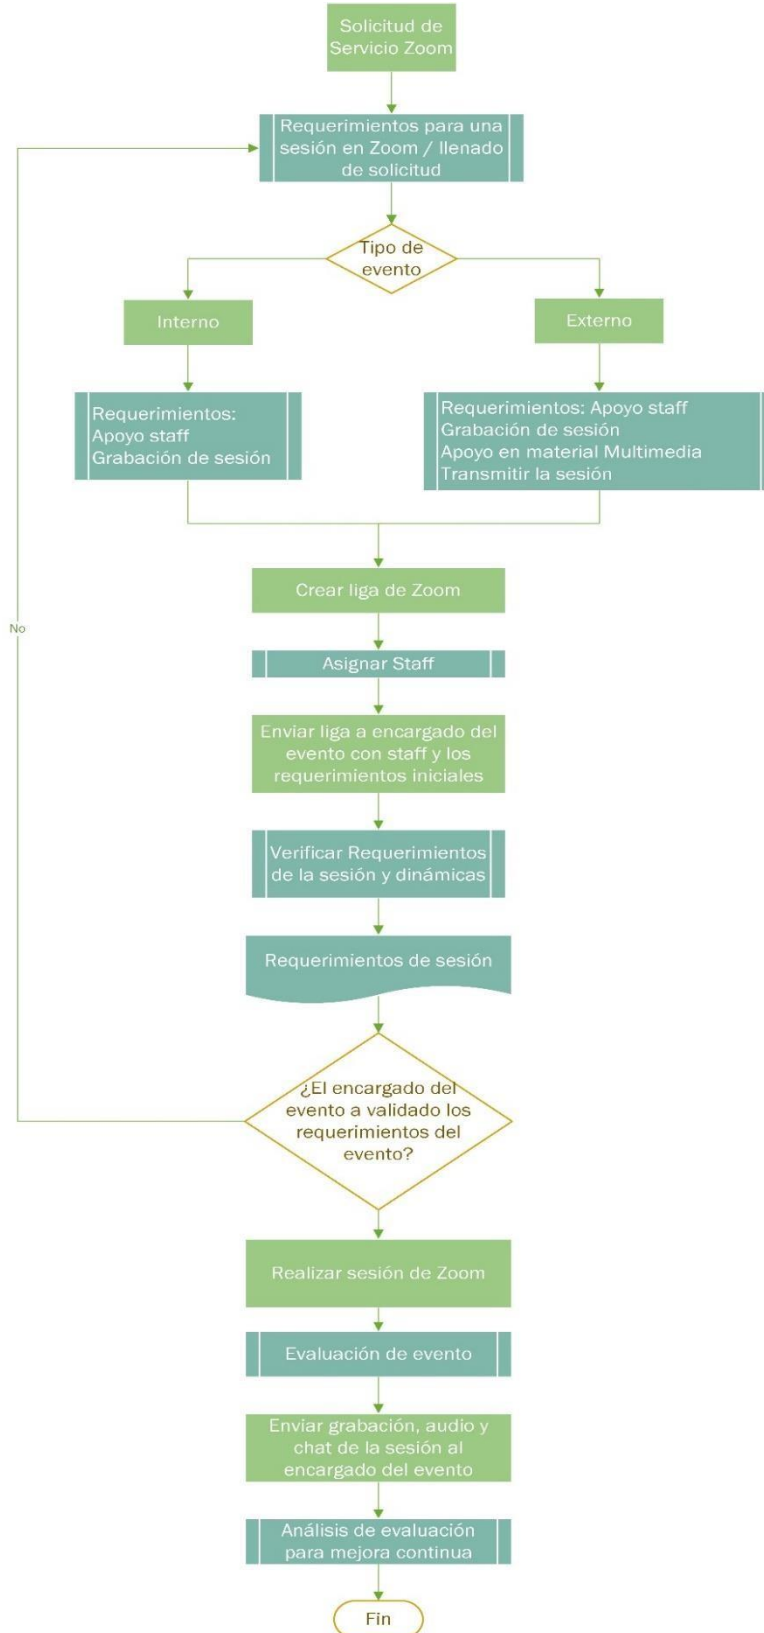 Solicitud de
Servicio Zoom
Requerimientos para una
sesión en Zoom / llenado
de solicitud
Tipo de
evento
Interno
Externo
Requerimientos:
Apoyo staff
Grabación de sesión
Requerimientos: Apoyo staff
Grabación de sesión
Apoyo en material Multimedia
Transmitir la sesión
Crear liga de Zoom
Asignar Staff
Enviar liga a encargado del
evento con staff y los
requerimientos iniciales
Verificar Requerimientos
de la sesión y dinámicas
Requerimientos de sesión
¿El encargado del
evento a validado los
requerimientos del
evento?
No
Realizar sesión de Zoom
Evaluación de evento
Enviar grabación, audio y
chat de la sesión al
encargado del evento
Análisis de evaluación
para mejora continua
Fin